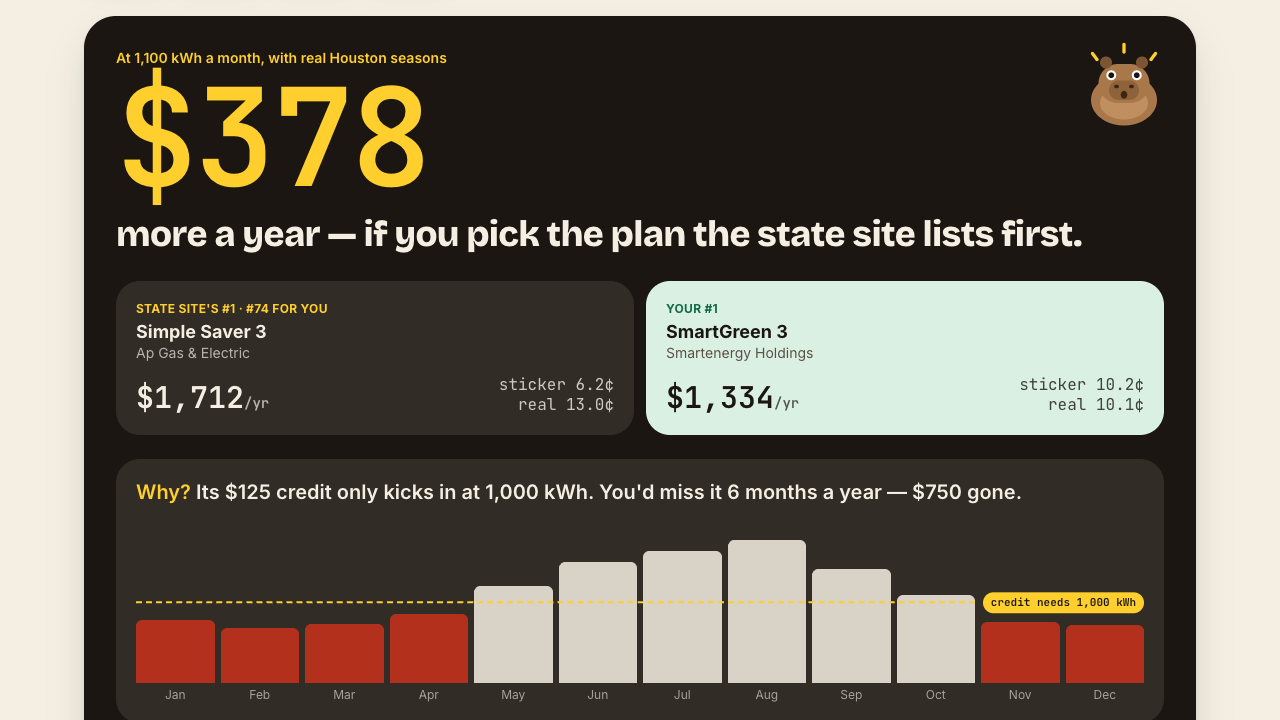 At 1,100 kWh a month, with real Houston seasons
$378
more a year — if you pick the plan the state site lists first.
STATE SITE'S #1 · #74 FOR YOU
Simple Saver 3
Ap Gas & Electric
$1,712/yr
sticker 6.2¢
real 13.0¢
YOUR #1
SmartGreen 3
Smartenergy Holdings
$1,334/yr
sticker 10.2¢
real 10.1¢
Why? Its $125 credit only kicks in at 1,000 kWh. You'd miss it 6 months a year — $750 gone.
credit needs 1,000 kWh
Jan Feb Mar Apr May Jun Jul Aug Sep Oct Nov Dec